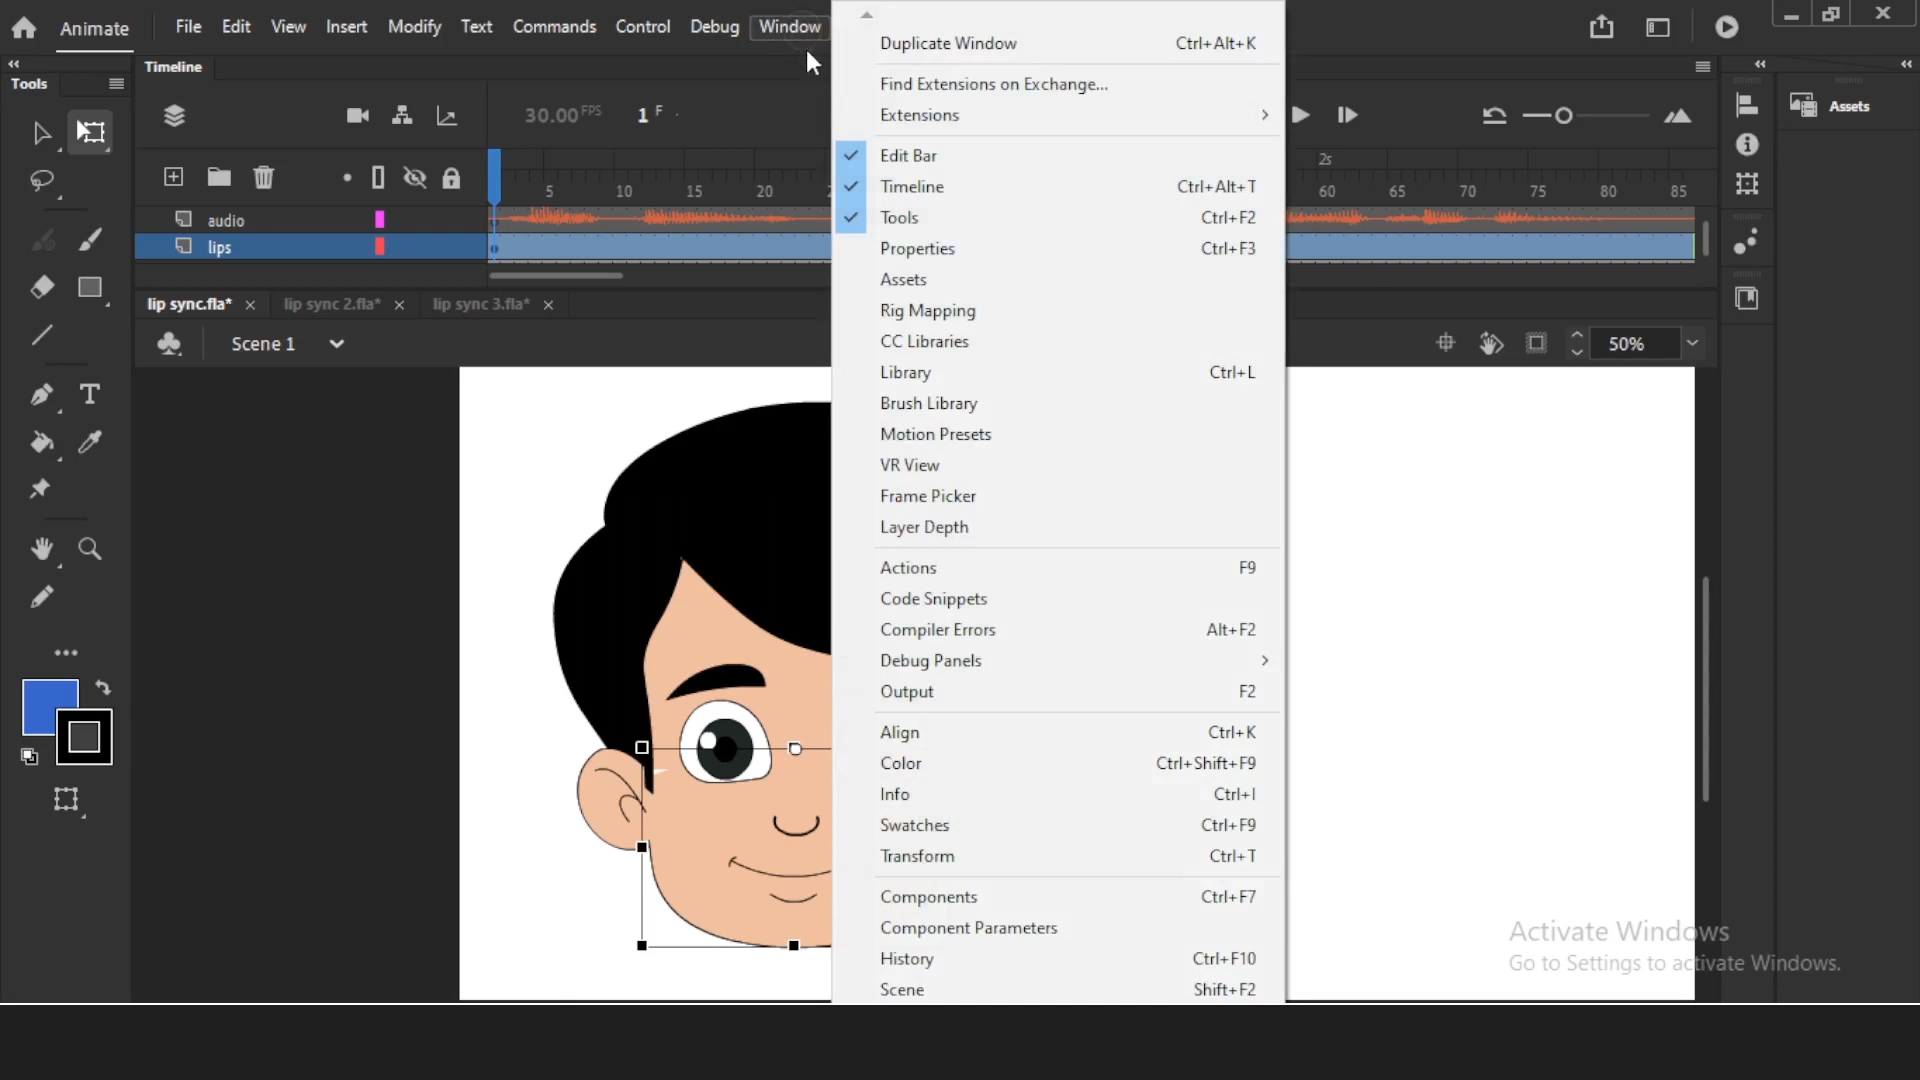 Animate File Edit View Insert Modify Text Commands Control Debug Window
Tools
Timeline
30.00 FPS 1 F
5 10 15 20 2s 60 65 70 75 80 85
audio
lips
lip sync.fla* lip sync 2.fla* lip sync 3.fla*
Scene 1
50%
Assets
Duplicate Window Ctrl+Alt+K
Find Extensions on Exchange...
Extensions
Edit Bar
Timeline Ctrl+Alt+T
Tools Ctrl+F2
Properties Ctrl+F3
Assets
Rig Mapping
CC Libraries
Library Ctrl+L
Brush Library
Motion Presets
VR View
Frame Picker
Layer Depth
Actions F9
Code Snippets
Compiler Errors Alt+F2
Debug Panels
Output F2
Align Ctrl+K
Color Ctrl+Shift+F9
Info Ctrl+I
Swatches Ctrl+F9
Transform Ctrl+T
Components Ctrl+F7
Component Parameters
History Ctrl+F10
Scene Shift+F2
Activate Windows
Go to Settings to activate Windows.